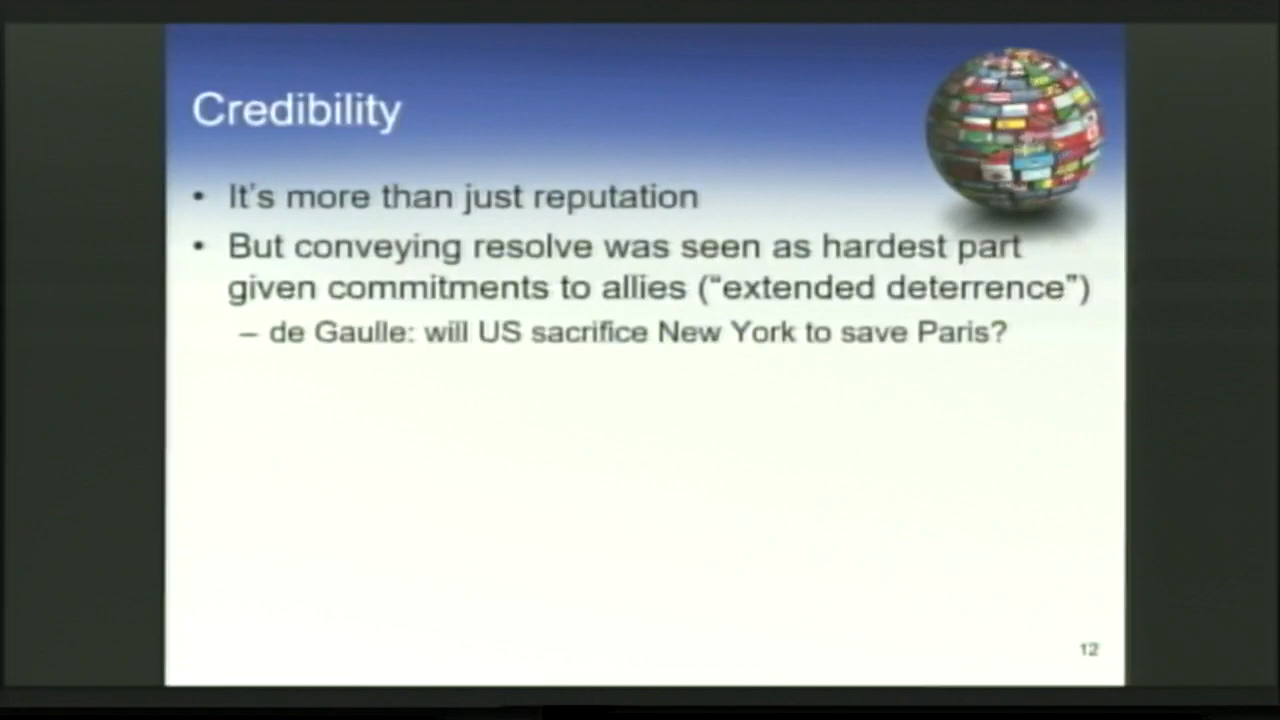 Credibility
• It's more than just reputation
• But conveying resolve was seen as hardest part
given commitments to allies (“extended deterrence”)
– de Gaulle: will US sacrifice New York to save Paris?
12